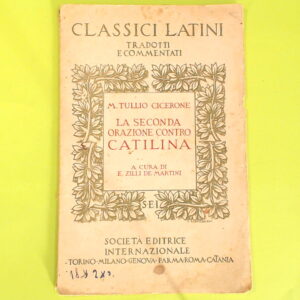 CLASSICI LATINI
TRADOTTI
E COMMENTATI
M. TULLIO CICERONE
LA SECONDA
ORAZIONE CONTRO
CATILINA
A CURA DI
E. ZILLI DE MARTINI
SEI
SOCIETA EDITRICE
INTERNAZIONALE
TORINO-MILANO-GENOVA-PARMA-ROMA-CATANIA